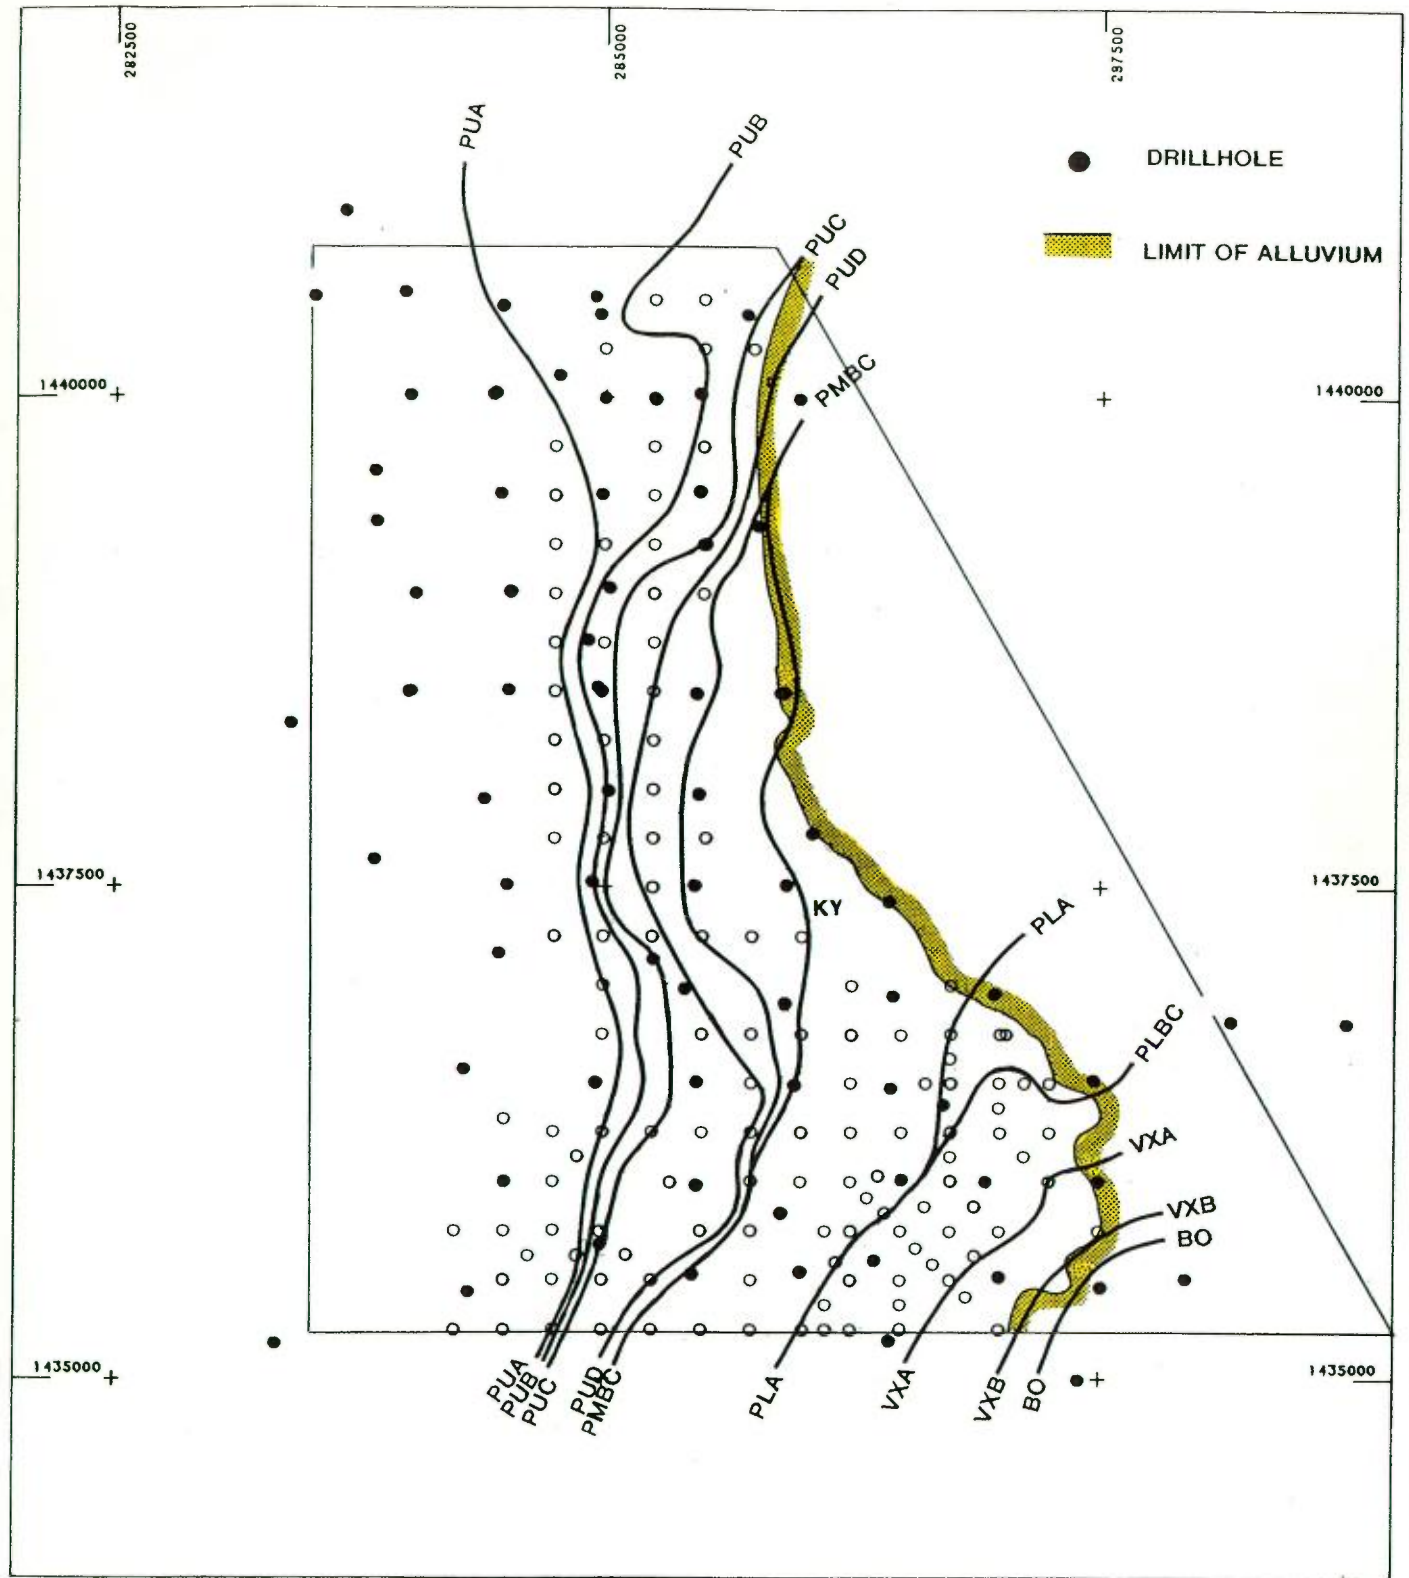 282500
285000
287500
PUA
PUB
DRILLHOLE
PUC
LIMIT OF ALLUVIUM
PUD
PMBC
1440000
1440000
1437500
1437500
KY
PLA
PLBC
VXA
VXB
BO
1435000
1435000
PUA
PUB
PUC
PUD
PMBC
PLA
VXA
VXB
BO